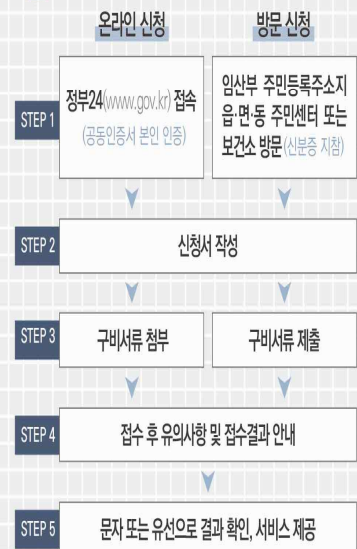 온라인 신청
방문 신청
STEP 1
정부24(www.gov.kr) 접속
(공동인증서 본인 인증)
임산부 주민등록주소지
읍·면·동 주민센터 또는
보건소 방문 (신분증 지참)
STEP 2
신청서 작성
STEP 3
구비서류 첨부
구비서류 제출
STEP 4
접수 후 유의사항 및 접수결과 안내
STEP 5
문자 또는 유선으로 결과 확인, 서비스 제공